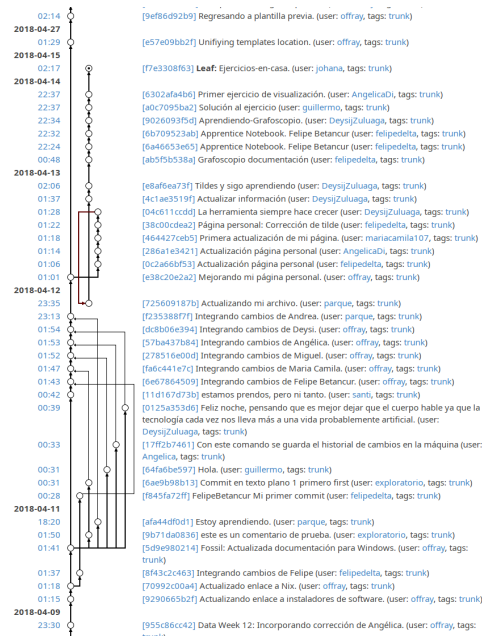 02:14 [9ef86d92b9] Regresando a plantilla previa. (user: offray, tags: trunk)
2018-04-27
01:29 [e57e09bb2f] Unifiying templates location. (user: offray, tags: trunk)
2018-04-15
02:17 [f7e3308f63] Leaf: Ejercicios-en-casa. (user: johana, tags: trunk)
2018-04-14
22:37 [6302afa4b6] Primer ejercicio de visualización. (user: AngelicaDi, tags: trunk)
22:37 [a0c7095ba2] Solución al ejercicio (user: guillermo, tags: trunk)
22:34 [9026093f5d] Aprendiendo-Grafoscopio. (user: DeysijZuluaga, tags: trunk)
22:32 [6b709523ab] Apprentice Notebook. Felipe Betancur (user: felipedelta, tags: trunk)
22:24 [6a46653e65] Apprentice Notebook. Felipe Betancur (user: felipedelta, tags: trunk)
00:48 [ab5f5b538a] Grafoscopio documentación (user: felipedelta, tags: trunk)
2018-04-13
02:06 [e8af6ea73f] Tildes y sigo aprendiendo (user: DeysijZuluaga, tags: trunk)
01:37 [4c1ae3519f] Actualizar información (user: DeysijZuluaga, tags: trunk)
01:28 [04c611ccdd] La herramienta siempre hace crecer (user: DeysijZuluaga, tags: trunk)
01:22 [38c00cdea2] Página personal: Corrección de tilde (user: felipedelta, tags: trunk)
01:18 [464427ceb5] Primera actualización de mi página. (user: mariacamila107, tags: trunk)
01:14 [286a1e3421] Actualización página personal (user: AngelicaDi, tags: trunk)
01:06 [0c2a66bf53] Actualización página personal (user: felipedelta, tags: trunk)
01:01 [e38c20e2a2] Mejorando mi página personal. (user: offray, tags: trunk)
2018-04-12
23:35 [725609187b] Actualizando mi archivo. (user: parque, tags: trunk)
23:13 [f235388f7f] Integrando cambios de Andrea. (user: parque, tags: trunk)
01:54 [dc8b06e394] Integrando cambios de Deysi. (user: offray, tags: trunk)
01:53 [57ba437b84] Integrando cambios de Angélica. (user: offray, tags: trunk)
01:52 [278516e00d] Integrando cambios de Miguel. (user: offray, tags: trunk)
01:47 [fa6c441e7c] Integrando cambios de Maria Camila. (user: offray, tags: trunk)
01:43 [6e67864509] Integrando cambios de Felipe Betancur. (user: offray, tags: trunk)
00:42 [11d167d73b] estamos prendos, pero ni tanto. (user: santi, tags: trunk)
00:39 [0125a353d6] Feliz noche, pensando que es mejor dejar que el cuerpo hable ya que la
tecnología cada vez nos lleva más a una vida probablemente artificial. (user:
DeysijZuluaga, tags: trunk)
00:33 [17ff2b7461] Con este comando se guarda el historial de cambios en la máquina (user:
Angelica, tags: trunk)
00:31 [64fa6be597] Hola. (user: guillermo, tags: trunk)
00:31 [6ae9b98b13] Commit en texto plano 1 primero first (user: exploratorio, tags: trunk)
00:28 [f845fa72ff] FelipeBetancur Mi primer commit (user: felipedelta, tags: trunk)
2018-04-11
18:20 [afa44df0d1] Estoy aprendiendo. (user: parque, tags: trunk)
01:50 [9b71da0836] este es un comentario de prueba. (user: exploratorio, tags: trunk)
01:41 [5d9e980214] Fossil: Actualizada documentación para Windows. (user: offray, tags:
trunk)
01:37 [8f43c2c463] Integrando cambios de Felipe (user: felipedelta, tags: trunk)
01:18 [70992c00a4] Actualizado enlace a Nix. (user: offray, tags: trunk)
01:15 [9290665b2f] Actualizando enlace a instaladores de software. (user: offray, tags: trunk)
2018-04-09
23:30 [955c86cc42] Data Week 12: Incorporando corrección de Angélica. (user: offray, tags: